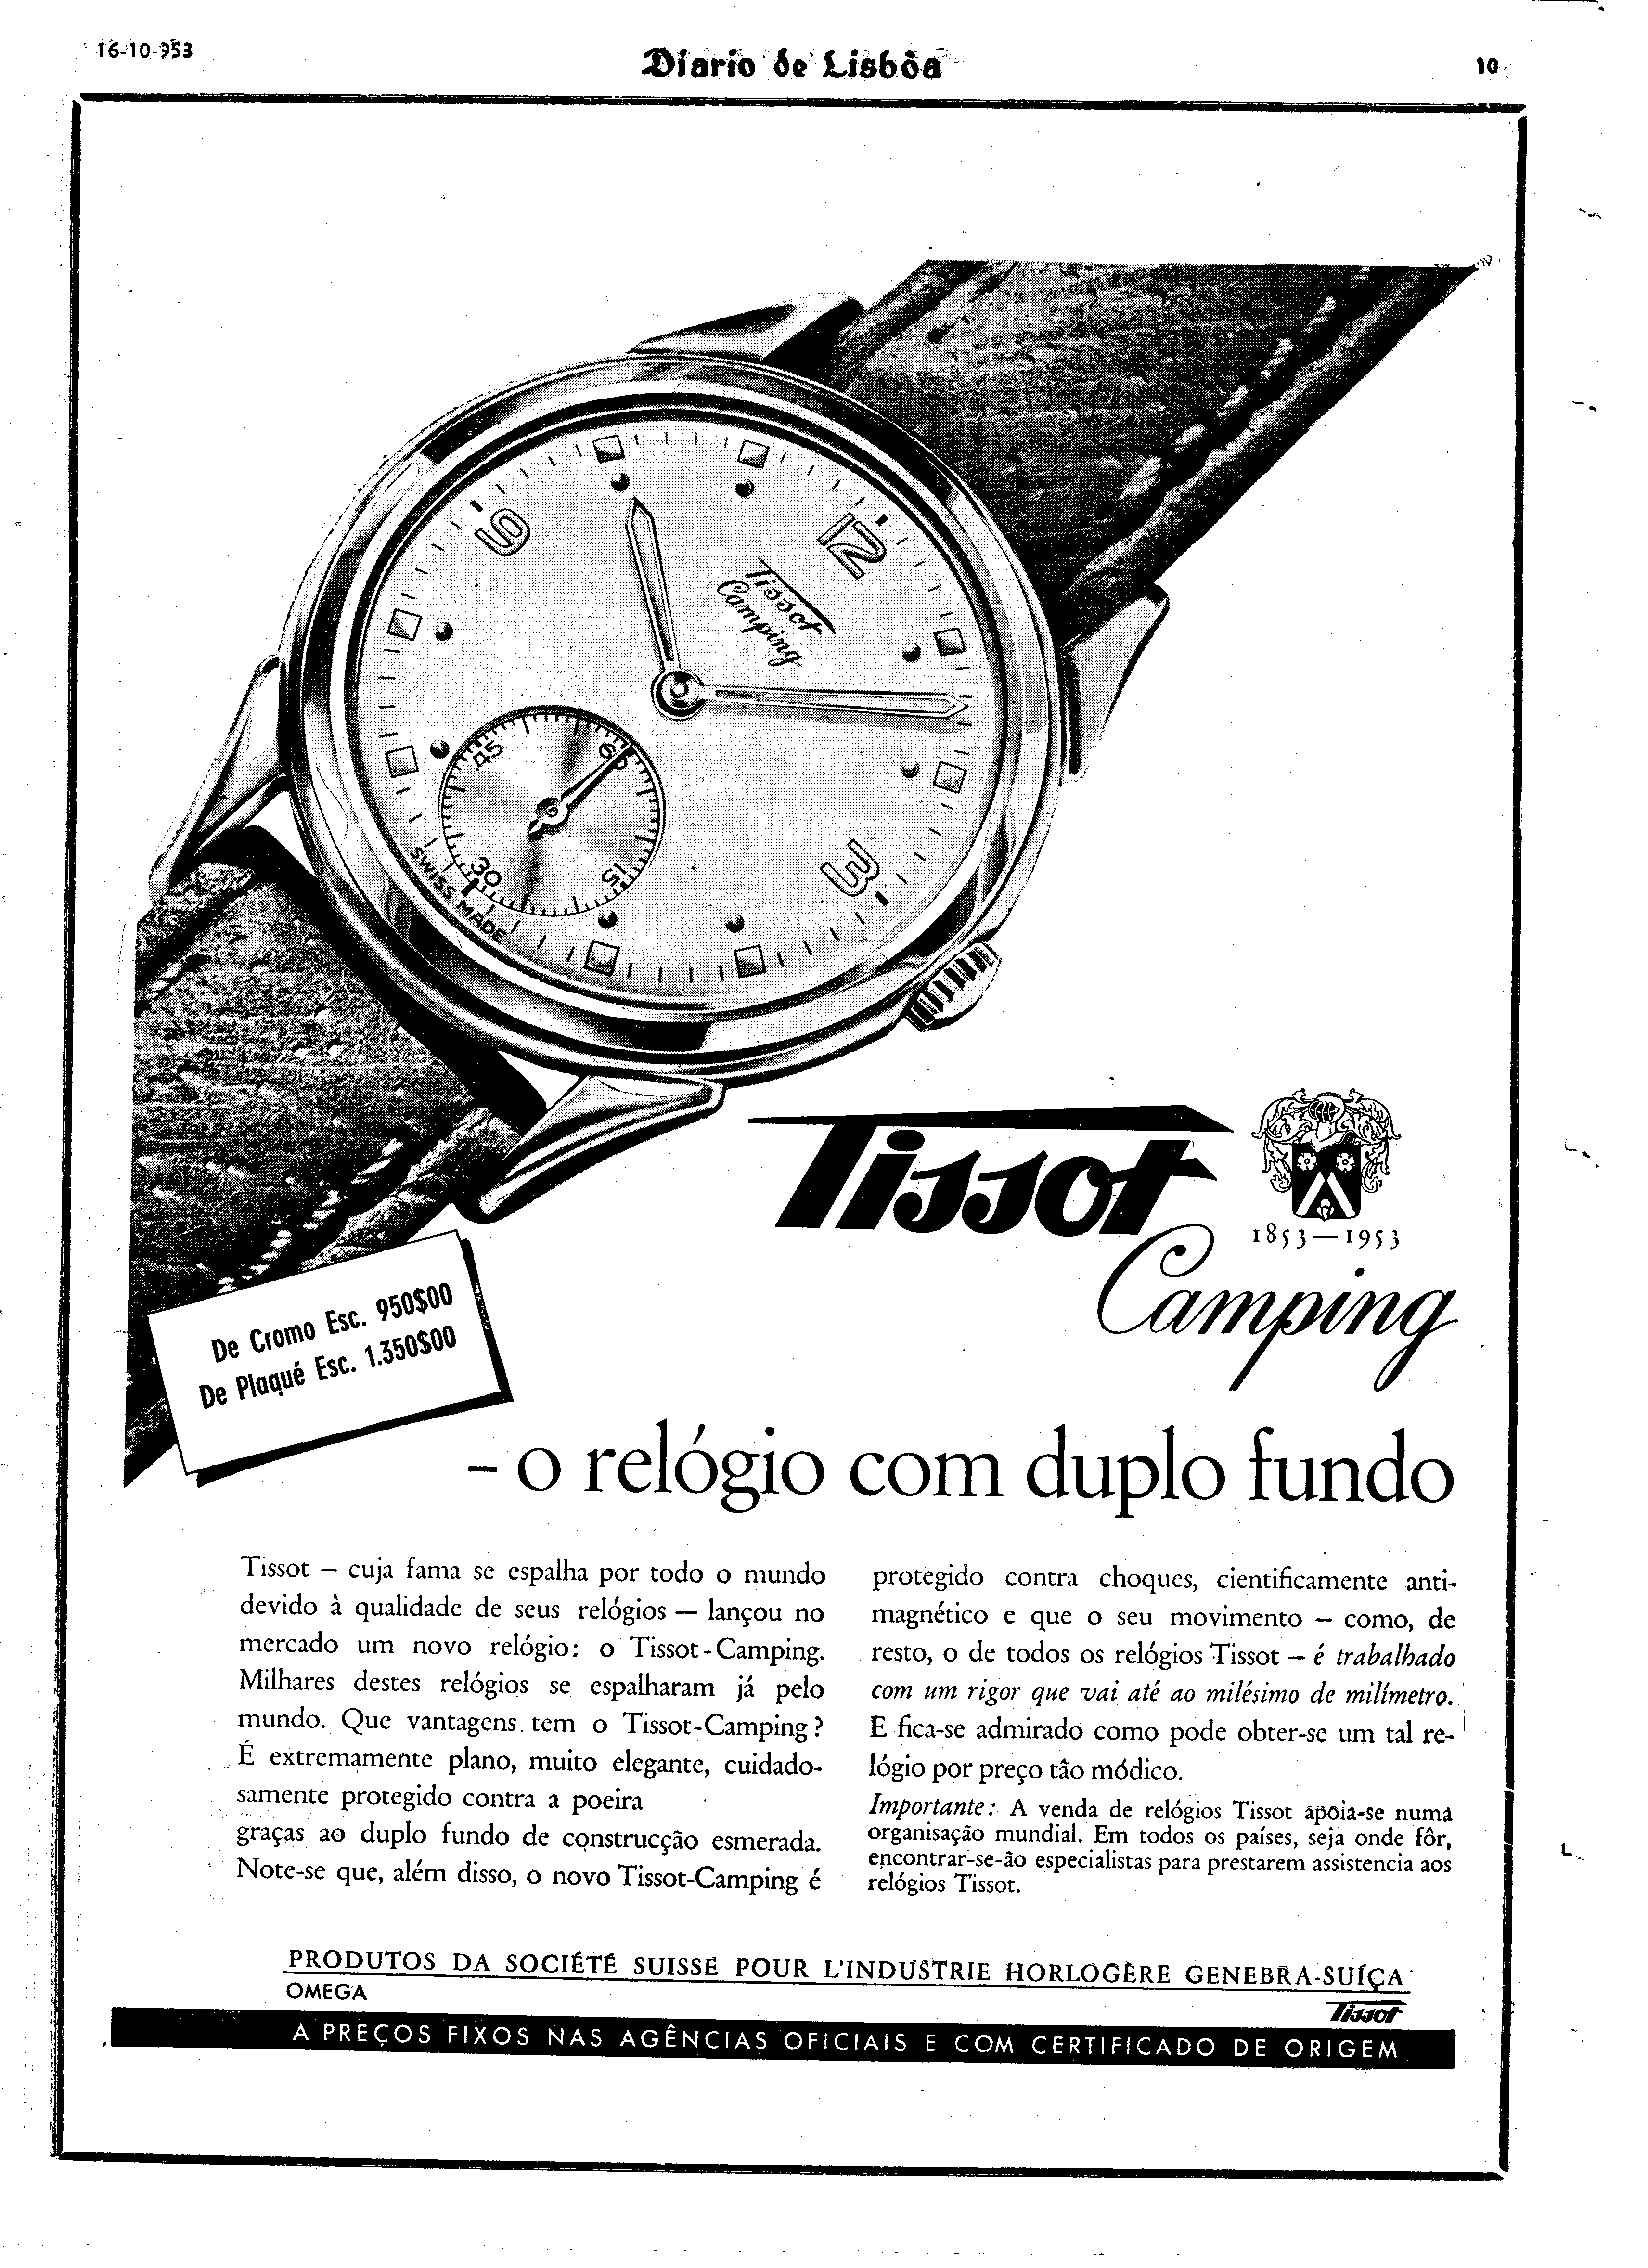 16-10-953
Diario de Lisbôa
10
9
12
Tissot
Camping
3
60
45
30
15
SWISS MADE
Tissot
1853—1953
Camping
De Cromo Esc. 950$00
De Plaqué Esc. 1.350$00
– o relógio com duplo fundo
Tissot – cuja fama se espalha por todo o mundo
devido à qualidade de seus relógios — lançou no
mercado um novo relógio: o Tissot-Camping.
Milhares destes relógios se espalharam já pelo
mundo. Que vantagens tem o Tissot-Camping?
É extremamente plano, muito elegante, cuidado-
samente protegido contra a poeira
graças ao duplo fundo de construcção esmerada.
Note-se que, além disso, o novo Tissot-Camping é
protegido contra choques, cientificamente anti-
magnético e que o seu movimento – como, de
resto, o de todos os relógios Tissot – é trabalhado
com um rigor que vai até ao milésimo de milímetro.
E fica-se admirado como pode obter-se um tal re-
lógio por preço tão módico.
Importante: A venda de relógios Tissot apoia-se numa
organisação mundial. Em todos os países, seja onde fôr,
encontrar-se-ão especialistas para prestarem assistencia aos
relógios Tissot.
PRODUTOS DA SOCIÉTÉ SUISSE POUR L'INDUSTRIE HORLOGÈRE GENEBRA-SUÍÇA
OMEGA
Tissot
A PREÇOS FIXOS NAS AGÊNCIAS OFICIAIS E COM CERTIFICADO DE ORIGEM